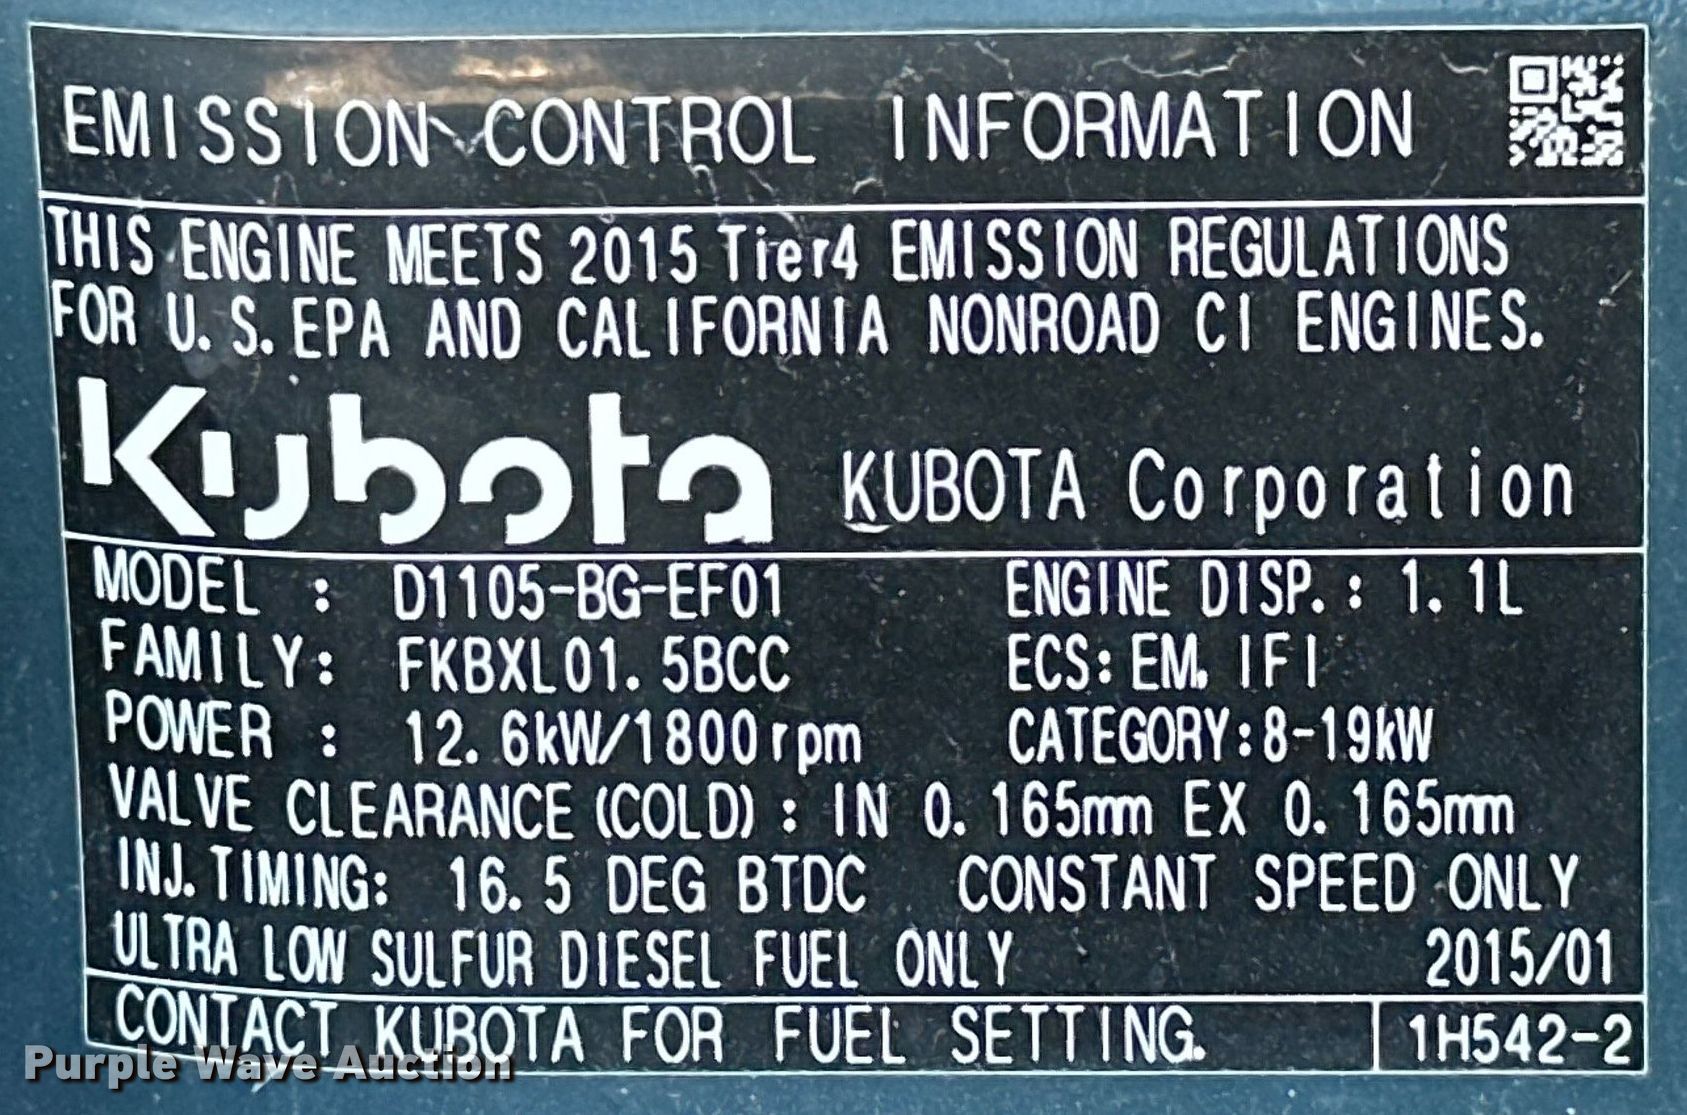 EMISSION CONTROL INFORMATION
THIS ENGINE MEETS 2015 Tier4 EMISSION REGULATIONS
FOR U.S.EPA AND CALIFORNIA NONROAD CI ENGINES.
Kubota KUBOTA Corporation
MODEL : D1105-BG-EF01 ENGINE DISP.: 1.1L
FAMILY: FKBXL01.5BCC ECS: EM, IFI
POWER : 12.6kW/1800rpm CATEGORY:8-19kW
VALVE CLEARANCE (COLD) : IN 0.165mm EX 0.165mm
INJ.TIMING: 16.5 DEG BTDC CONSTANT SPEED ONLY
ULTRA LOW SULFUR DIESEL FUEL ONLY 2015/01
CONTACT KUBOTA FOR FUEL SETTING. 1H542-2
Purple Wave Auction